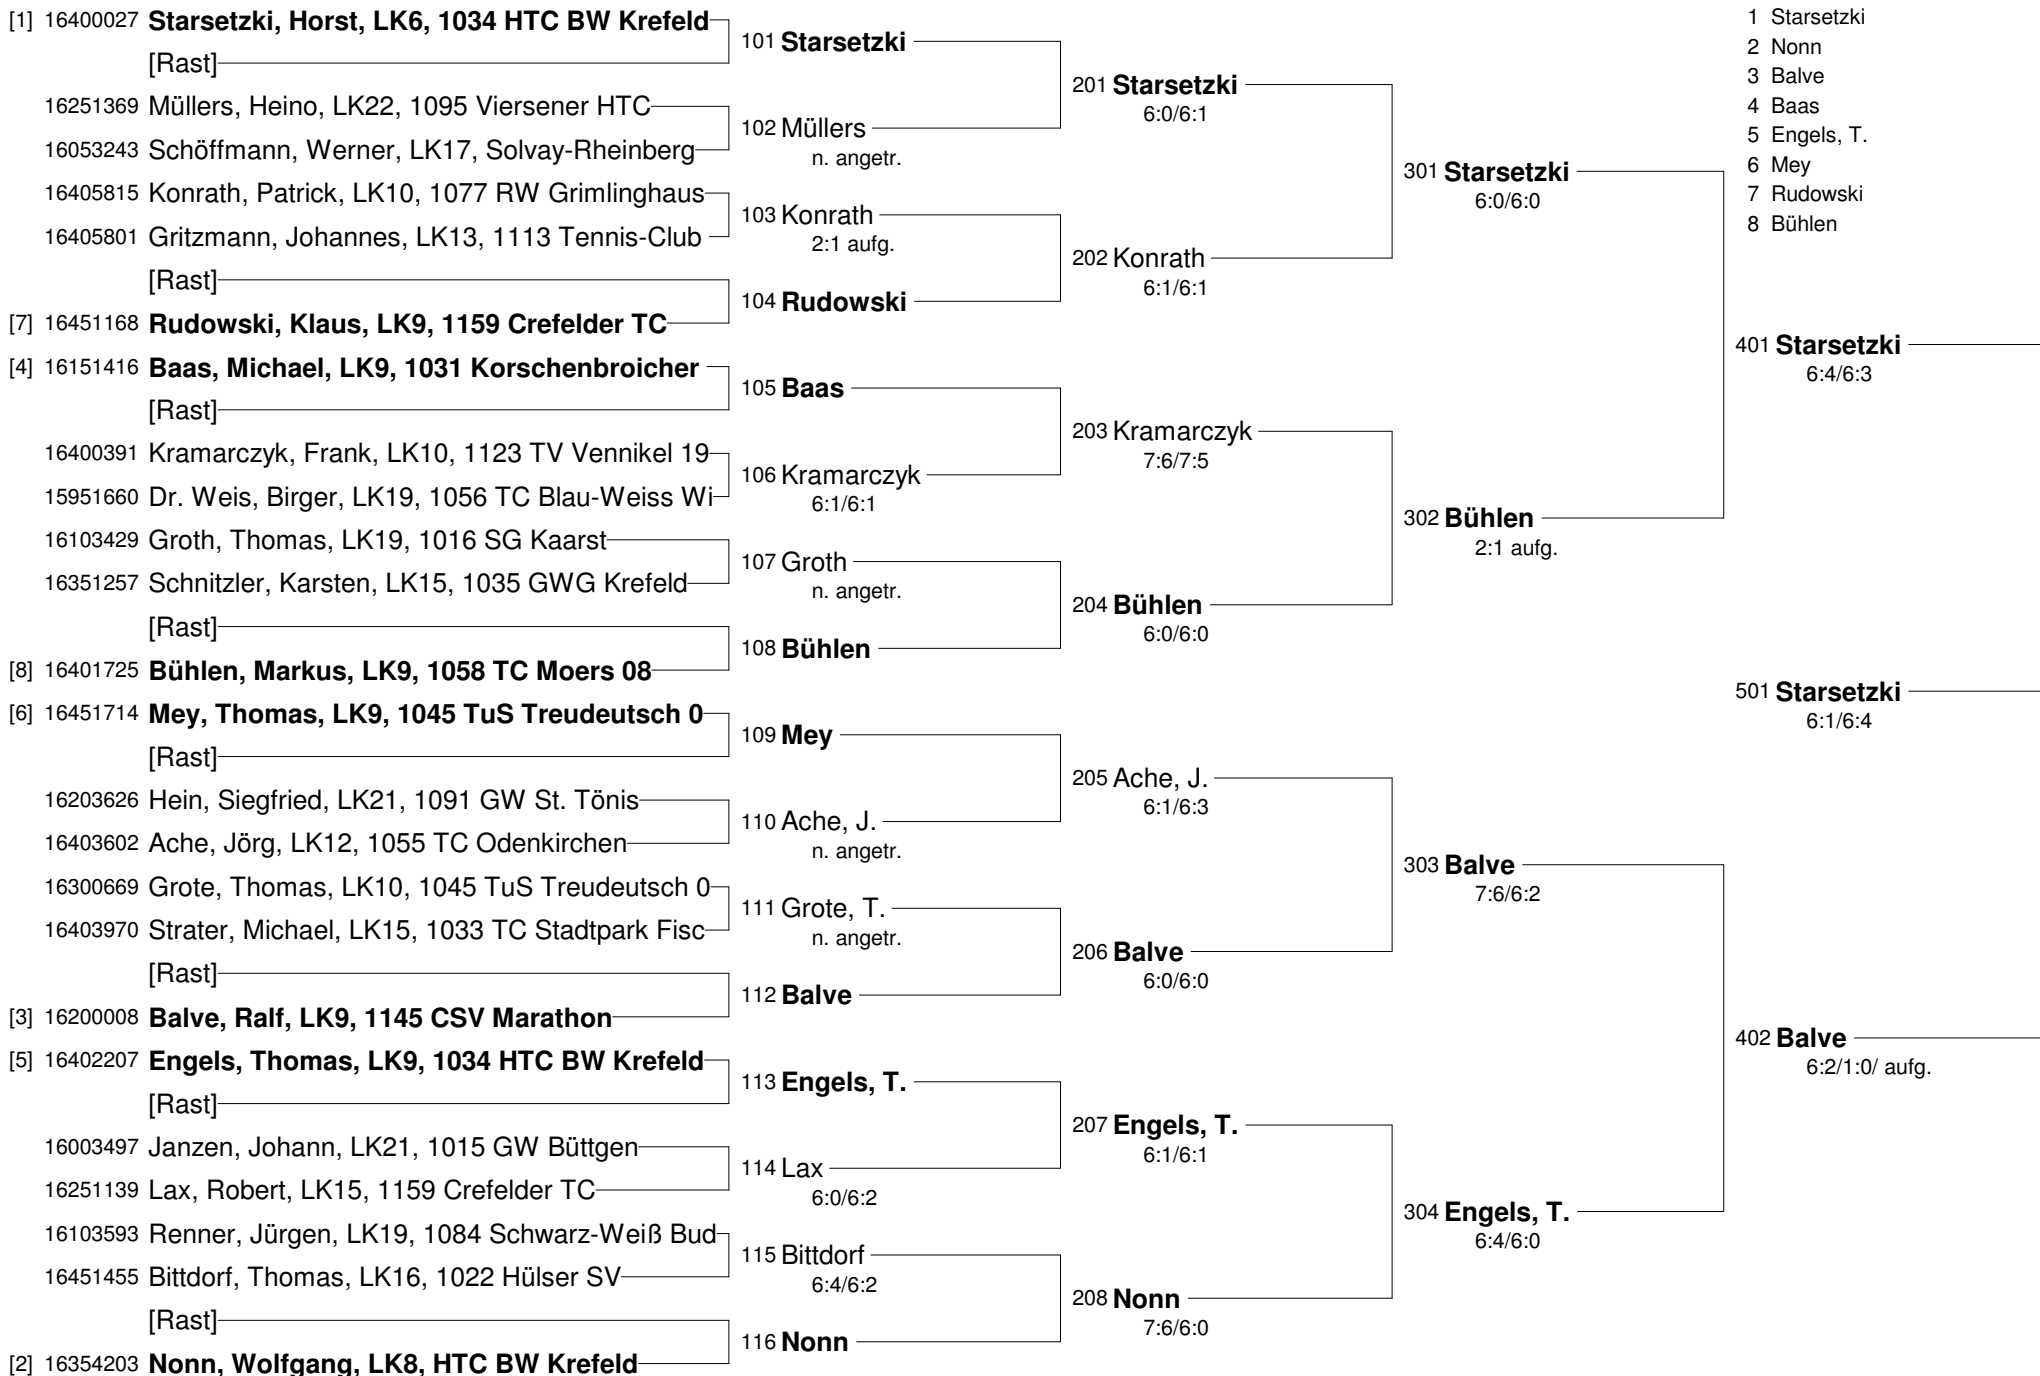 [1] 16400027 Starsetzki, Horst, LK6, 1034 HTC BW Krefeld
[Rast]
16251369 Müllers, Heino, LK22, 1095 Viersener HTC
16053243 Schöffmann, Werner, LK17, Solvay-Rheinberg
16405815 Konrath, Patrick, LK10, 1077 RW Grimlinghaus
16405801 Gritzmann, Johannes, LK13, 1113 Tennis-Club
[Rast]
[7] 16451168 Rudowski, Klaus, LK9, 1159 Crefelder TC
[4] 16151416 Baas, Michael, LK9, 1031 Korschenbroicher
[Rast]
16400391 Kramarczyk, Frank, LK10, 1123 TV Vennikel 19
15951660 Dr. Weis, Birger, LK19, 1056 TC Blau-Weiss Wi
16103429 Groth, Thomas, LK19, 1016 SG Kaarst
16351257 Schnitzler, Karsten, LK15, 1035 GWG Krefeld
[Rast]
[8] 16401725 Bühlen, Markus, LK9, 1058 TC Moers 08
[6] 16451714 Mey, Thomas, LK9, 1045 TuS Treudeutsch 0
[Rast]
16203626 Hein, Siegfried, LK21, 1091 GW St. Tönis
16403602 Ache, Jörg, LK12, 1055 TC Odenkirchen
16300669 Grote, Thomas, LK10, 1045 TuS Treudeutsch 0
16403970 Strater, Michael, LK15, 1033 TC Stadtpark Fisc
[Rast]
[3] 16200008 Balve, Ralf, LK9, 1145 CSV Marathon
[5] 16402207 Engels, Thomas, LK9, 1034 HTC BW Krefeld
[Rast]
16003497 Janzen, Johann, LK21, 1015 GW Büttgen
16251139 Lax, Robert, LK15, 1159 Crefelder TC
16103593 Renner, Jürgen, LK19, 1084 Schwarz-Weiß Bud
16451455 Bittdorf, Thomas, LK16, 1022 Hülser SV
[Rast]
[2] 16354203 Nonn, Wolfgang, LK8, HTC BW Krefeld
101 Starsetzki
102 Müllers
n. angetr.
103 Konrath
2:1 aufg.
104 Rudowski
105 Baas
106 Kramarczyk
6:1/6:1
107 Groth
n. angetr.
108 Bühlen
109 Mey
110 Ache, J.
n. angetr.
111 Grote, T.
n. angetr.
112 Balve
113 Engels, T.
114 Lax
6:0/6:2
115 Bittdorf
6:4/6:2
116 Nonn
201 Starsetzki
6:0/6:1
202 Konrath
6:1/6:1
203 Kramarczyk
7:6/7:5
204 Bühlen
6:0/6:0
205 Ache, J.
6:1/6:3
206 Balve
6:0/6:0
207 Engels, T.
6:1/6:1
208 Nonn
7:6/6:0
301 Starsetzki
6:0/6:0
302 Bühlen
2:1 aufg.
303 Balve
7:6/6:2
304 Engels, T.
6:4/6:0
1 Starsetzki
2 Nonn
3 Balve
4 Baas
5 Engels, T.
6 Mey
7 Rudowski
8 Bühlen
401 Starsetzki
6:4/6:3
501 Starsetzki
6:1/6:4
402 Balve
6:2/1:0/ aufg.